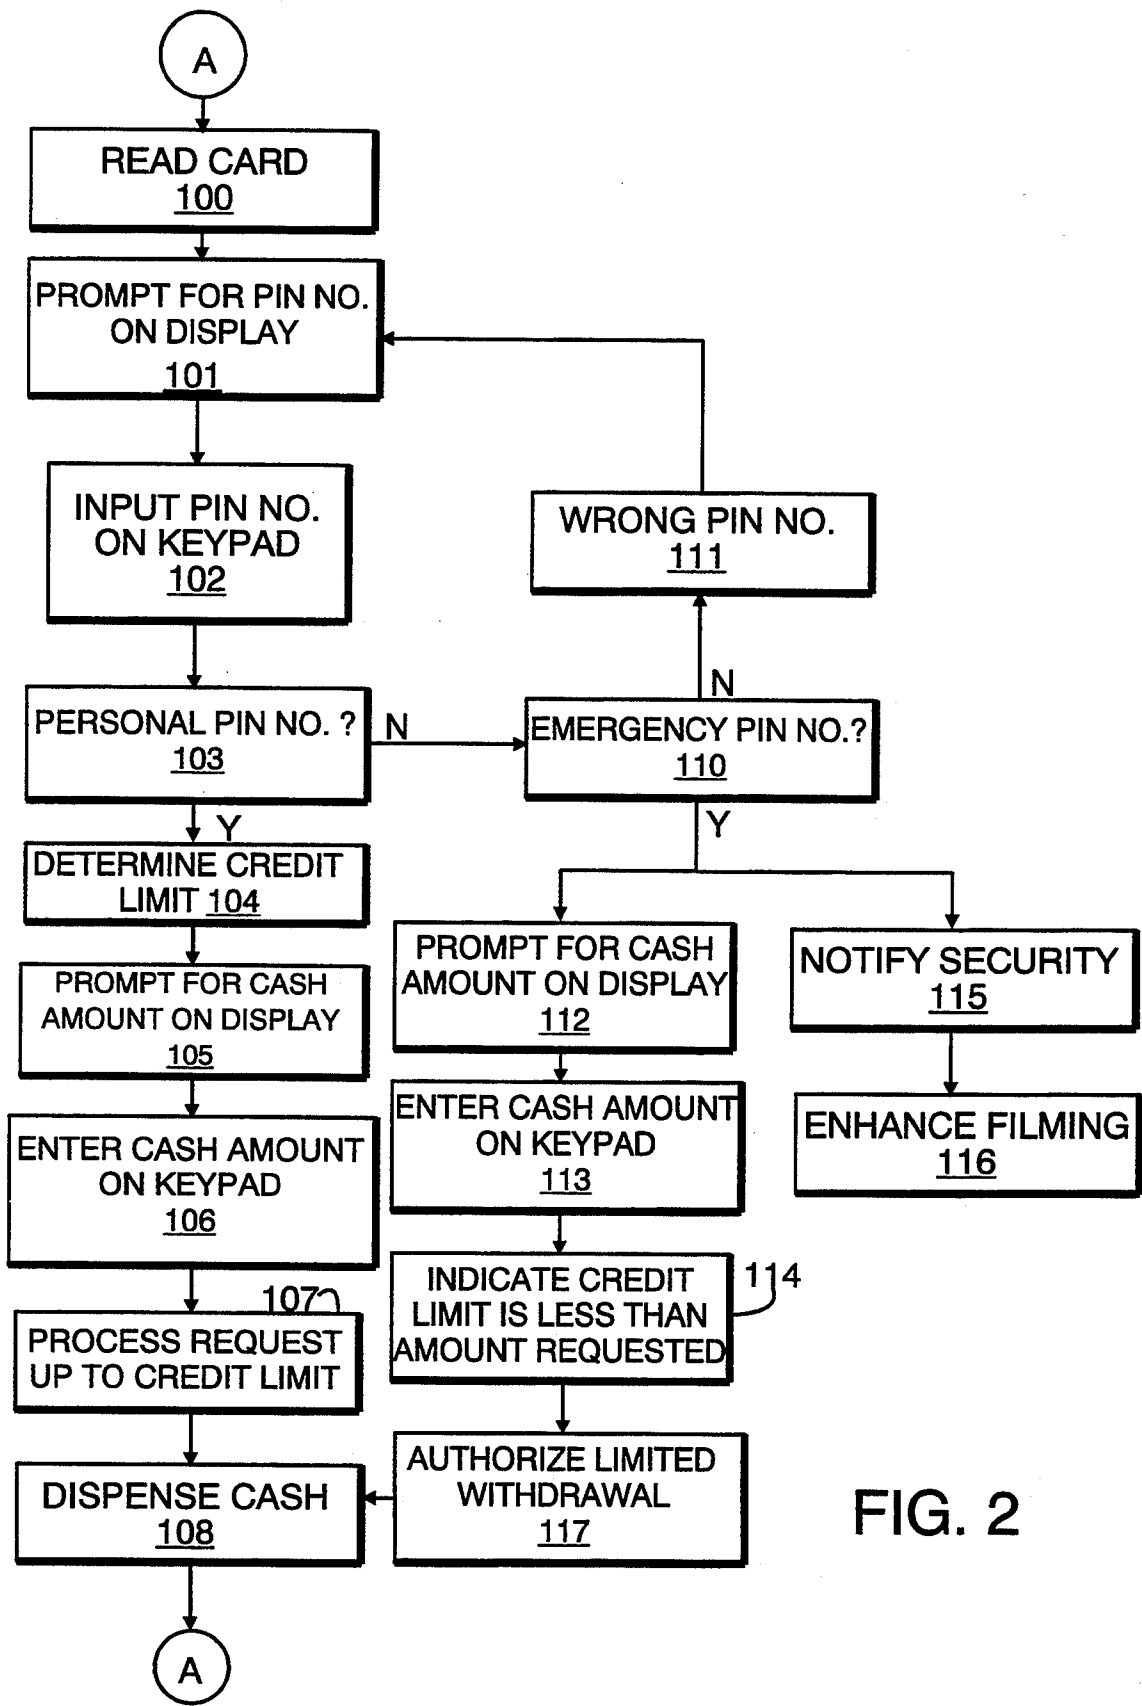 A
READ CARD
100
PROMPT FOR PIN NO.
ON DISPLAY
101
INPUT PIN NO.
ON KEYPAD
102
WRONG PIN NO.
111
N
PERSONAL PIN NO. ?
103
N
EMERGENCY PIN NO.?
110
Y
Y
DETERMINE CREDIT
LIMIT 104
PROMPT FOR CASH
AMOUNT ON DISPLAY
105
ENTER CASH AMOUNT
ON KEYPAD
106
107
PROCESS REQUEST
UP TO CREDIT LIMIT
DISPENSE CASH
108
A
PROMPT FOR CASH
AMOUNT ON DISPLAY
112
ENTER CASH AMOUNT
ON KEYPAD
113
INDICATE CREDIT
LIMIT IS LESS THAN
AMOUNT REQUESTED
114
AUTHORIZE LIMITED
WITHDRAWAL
117
NOTIFY SECURITY
115
ENHANCE FILMING
116
FIG. 2